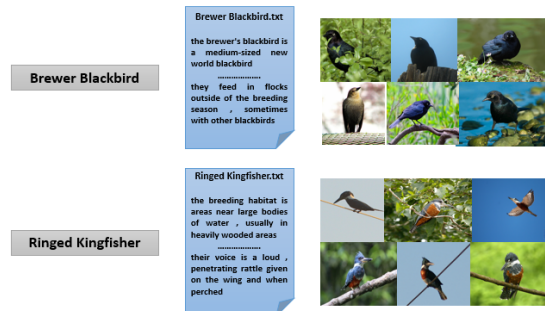 Brewer Blackbird
Brewer Blackbird.txt
the brewer's blackbird is
a medium-sized new
world blackbird
...................
they feed in flocks
outside of the breeding
season , sometimes
with other blackbirds
Ringed Kingfisher
Ringed Kingfisher.txt
the breeding habitat is
areas near large bodies
of water , usually in
heavily wooded areas
...................
their voice is a loud ,
penetrating rattle given
on the wing and when
perched